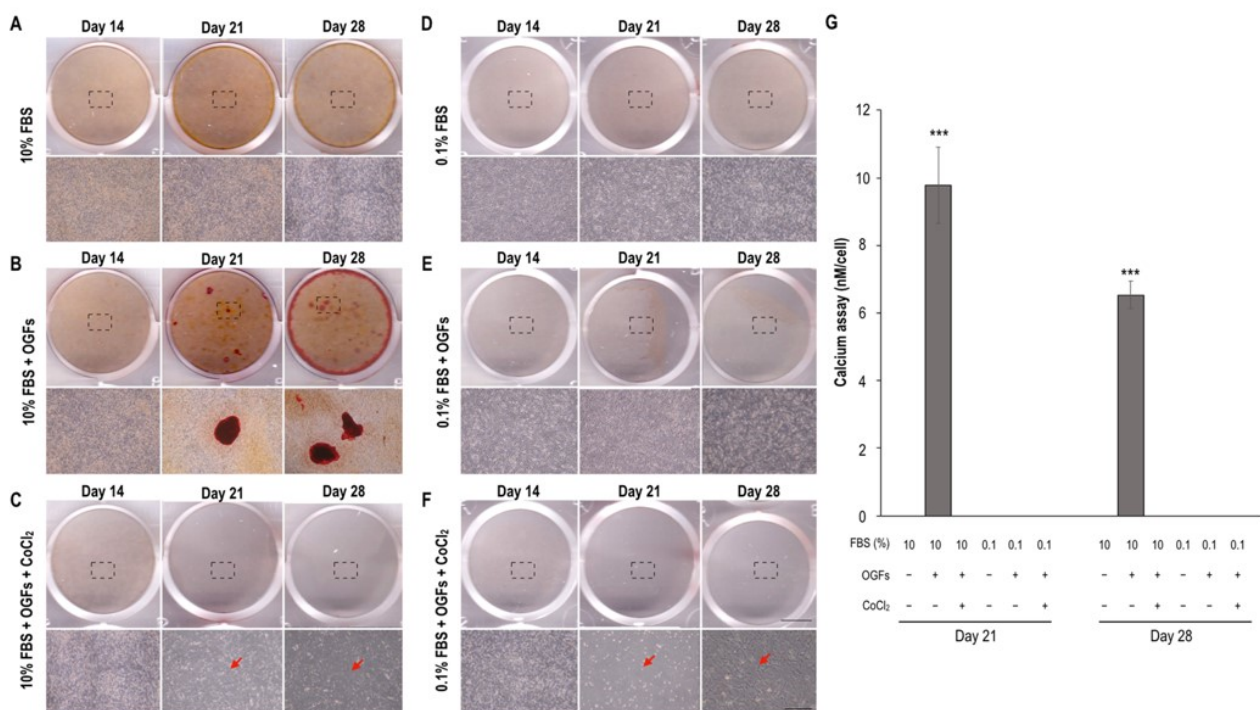 A
Day 14 Day 21 Day 28
10% FBS
B
Day 14 Day 21 Day 28
10% FBS + OGFs
C
Day 14 Day 21 Day 28
10% FBS + OGFs + CoCl₂
D
Day 14 Day 21 Day 28
0.1% FBS
E
Day 14 Day 21 Day 28
0.1% FBS + OGFs
F
Day 14 Day 21 Day 28
0.1% FBS + OGFs + CoCl₂
G
12
10
8
6
4
2
0
Calcium assay (nM/cell)
***
***
FBS (%) 10 10 10 0.1 0.1 0.1 10 10 10 0.1 0.1 0.1
OGFs – + + – + + – + + – + +
CoCl₂ – – + – – + – – + – – +
Day 21 Day 28